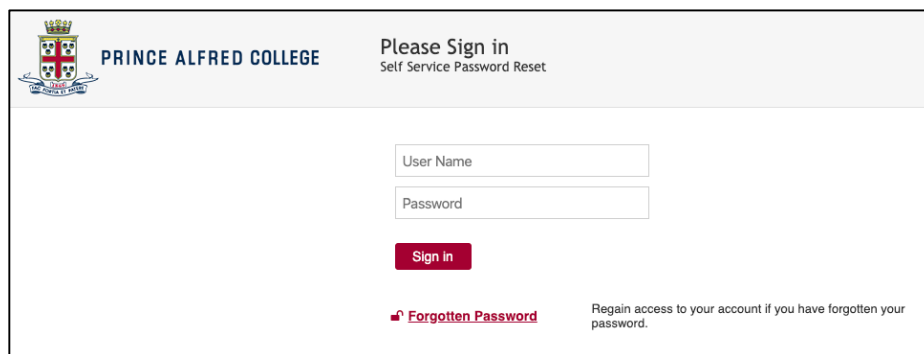 PRINCE ALFRED COLLEGE
Please Sign in
Self Service Password Reset
User Name
Password
Sign in
Forgotten Password
Regain access to your account if you have forgotten your
password.